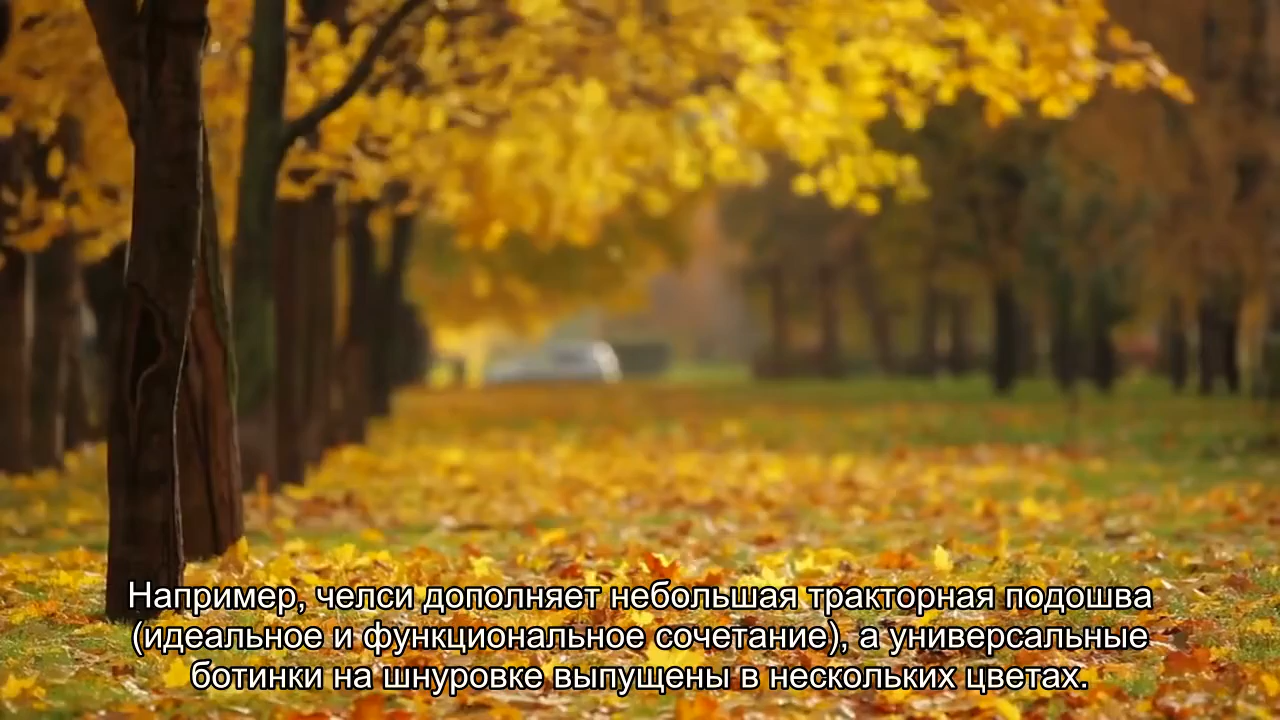 Например, челси дополняет небольшая тракторная подошва
(идеальное и функциональное сочетание), а универсальные
ботинки на шнуровке выпущены в нескольких цветах.